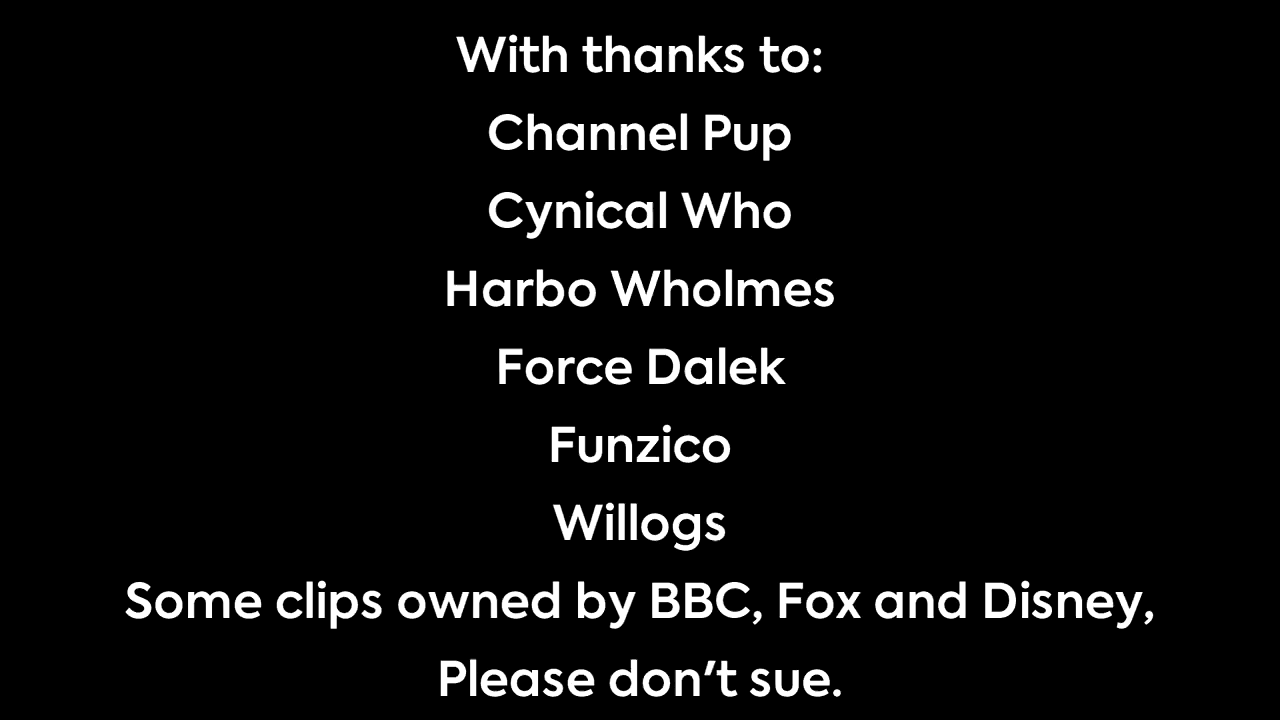 With thanks to:
Channel Pup
Cynical Who
Harbo Wholmes
Force Dalek
Funzico
Willogs
Some clips owned by BBC, Fox and Disney,
Please don't sue.